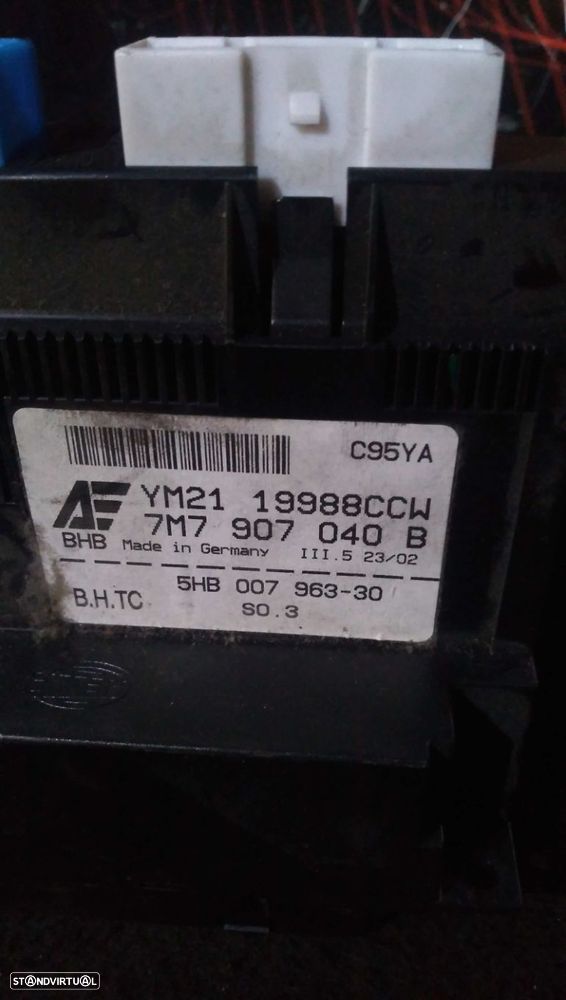 C95YA
AE YM21 19988CCW
7M7 907 040 B
BHB Made in Germany III.5 23/02
5HB 007 963-30
B.H.TC SO.3
STANDVIRTUAL